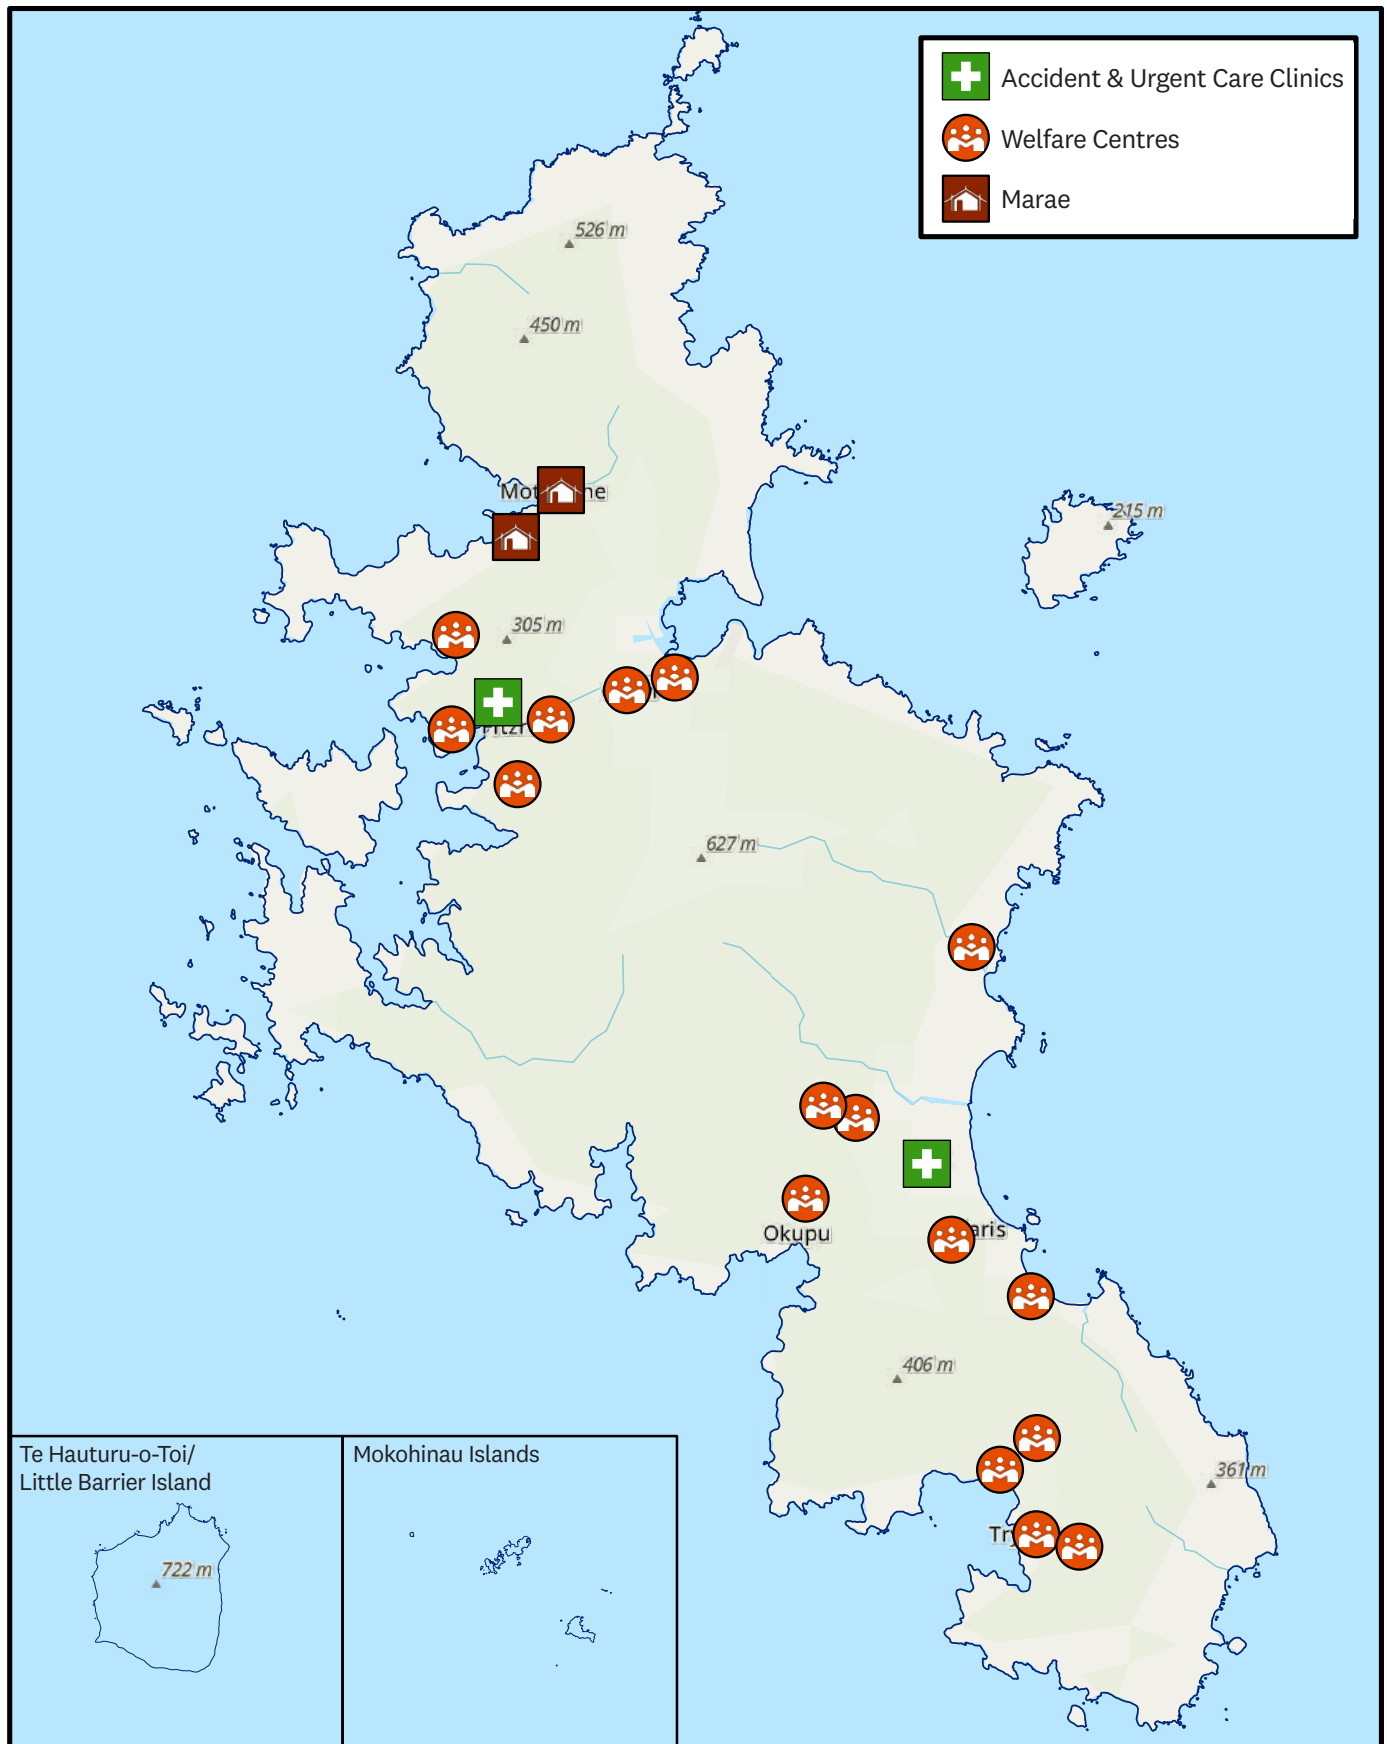 Accident & Urgent Care Clinics
Welfare Centres
Marae
526 m
450 m
215 m
305 m
627 m
Okupu
406 m
361 m
Te Hauturu-o-Toi/
Little Barrier Island
722 m
Mokohinau Islands